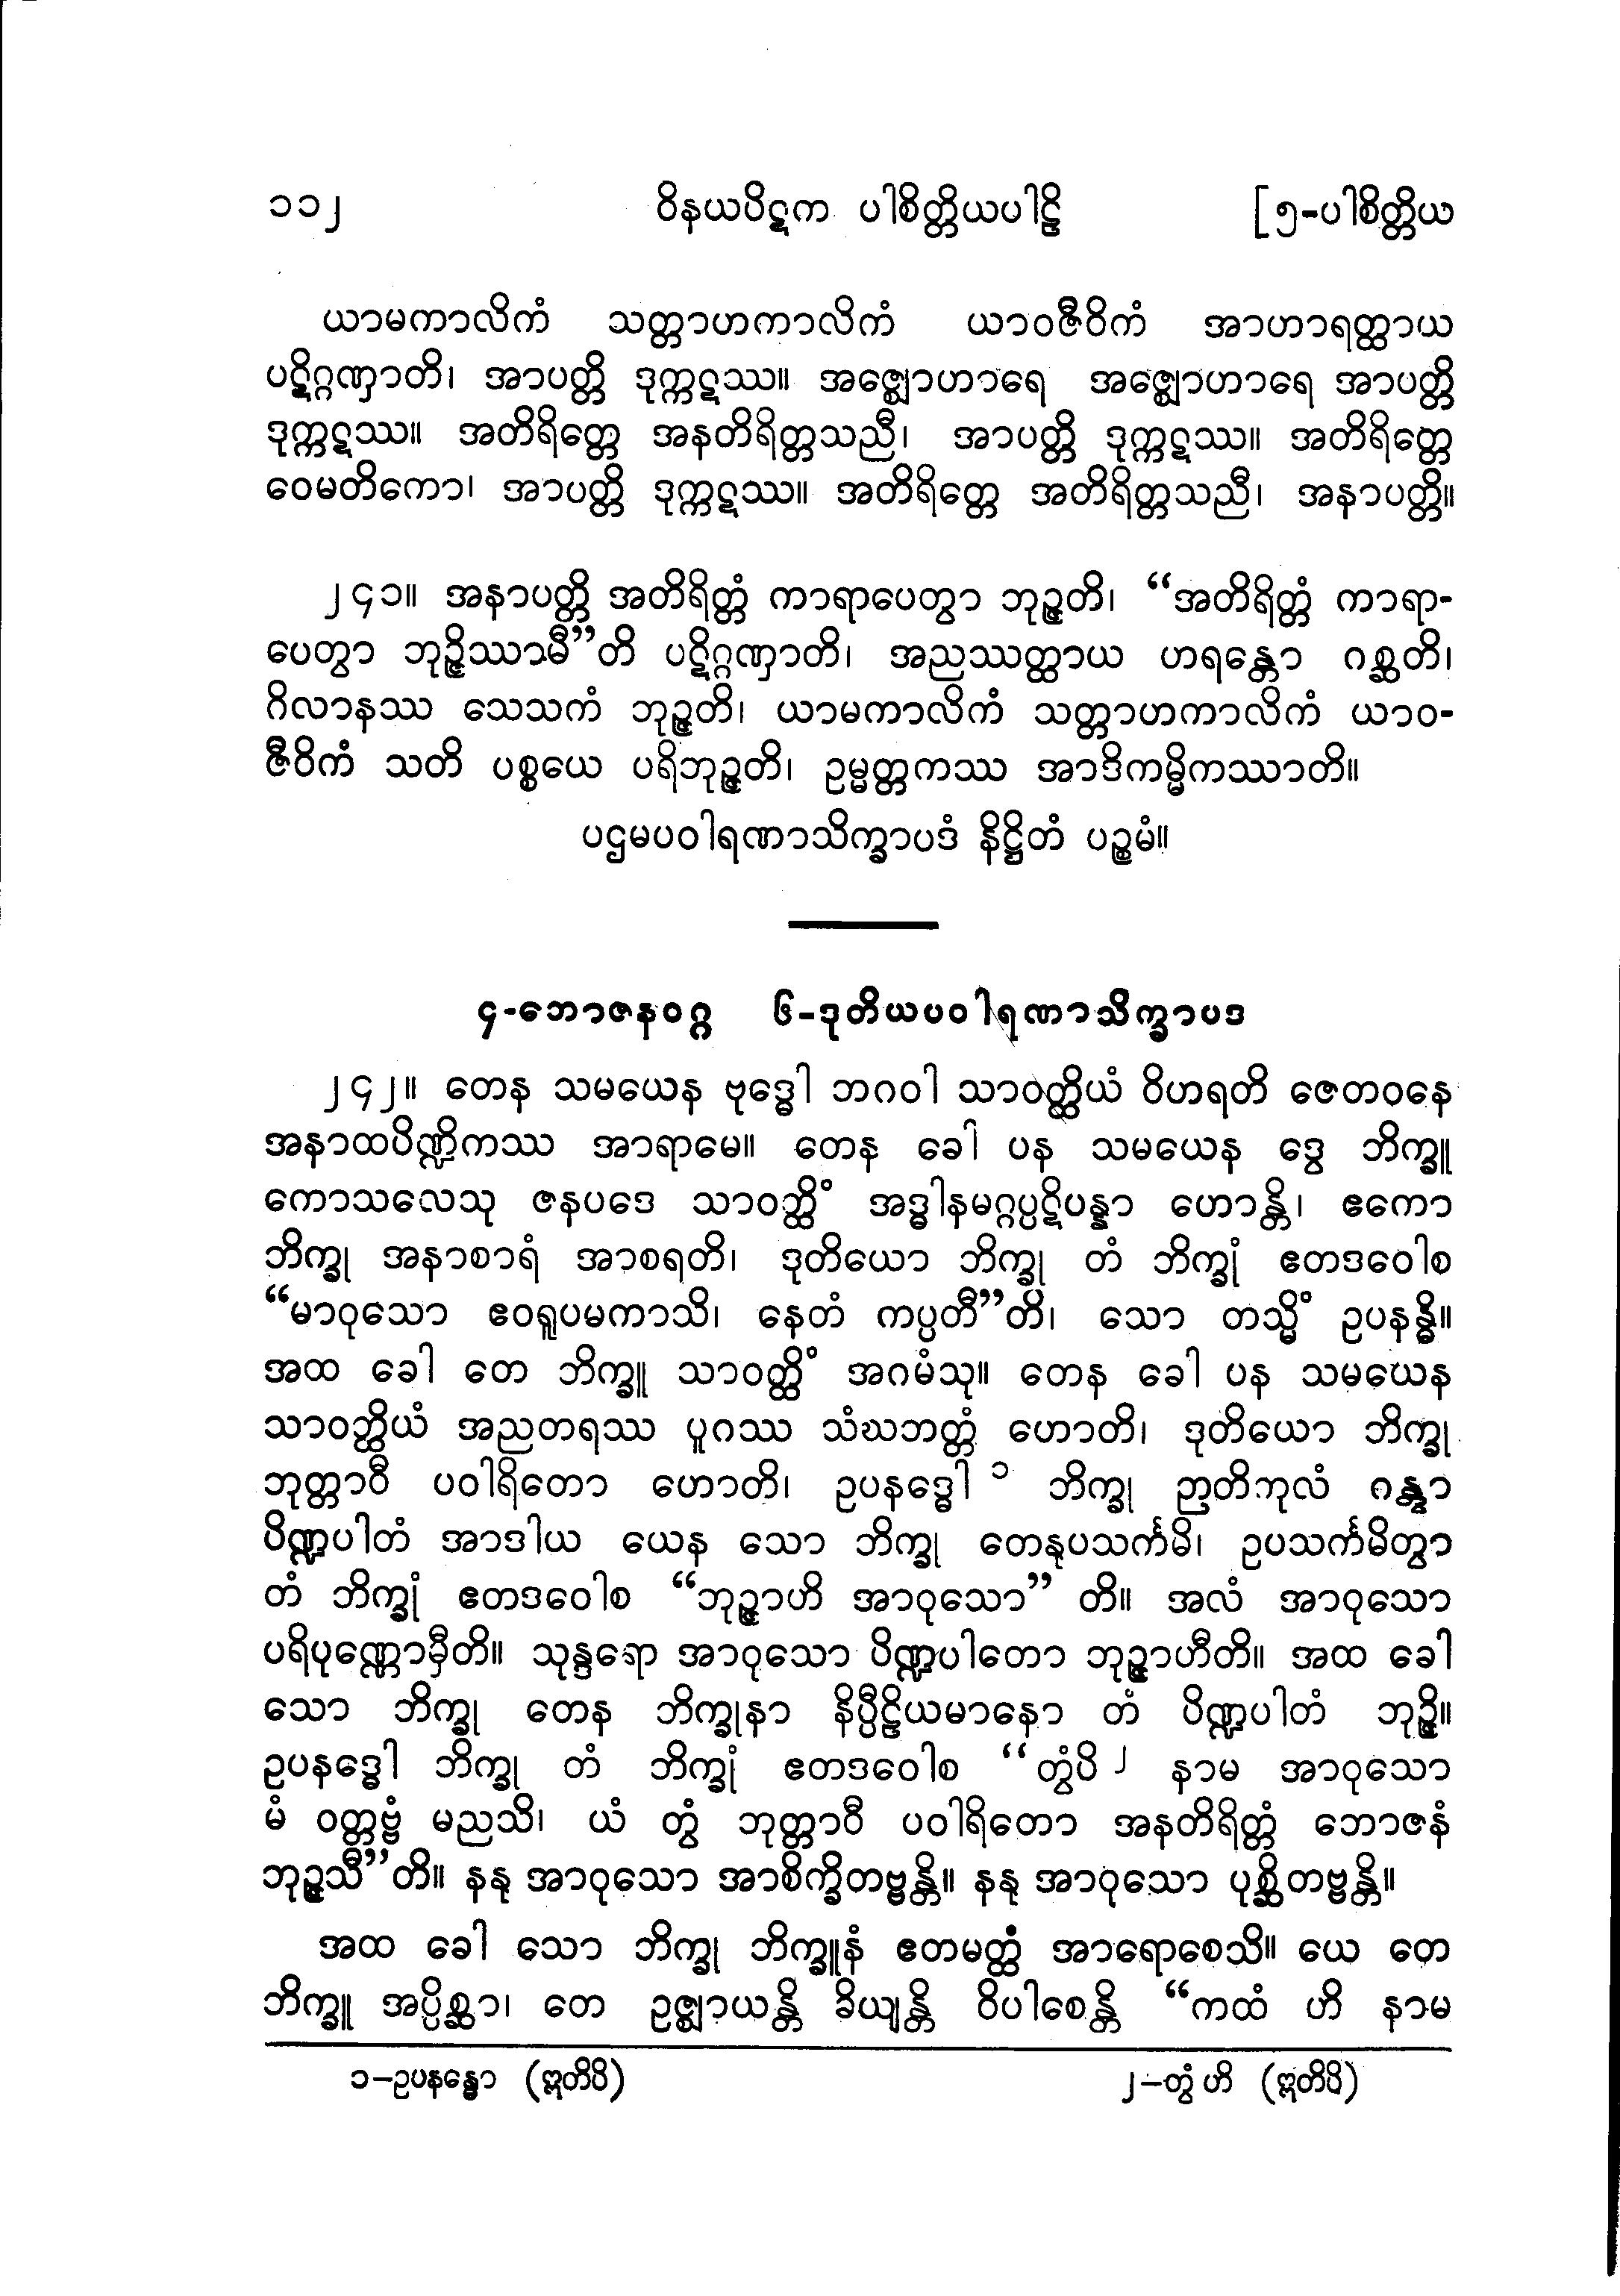 ၁၁၂ ဝိနယပိဋက ပါစိတ္တိယပါဠိ [၅-ပါစိတ္တိယ
ယာမကာလိကံ သတ္တာဟကာလိကံ ယာဝဇီဝိကံ အာဟာရတ္ထာယ
ပဋိဂ္ဂဏှာတိ၊ အာပတ္တိ ဒုက္ကဋဿ။ အဇ္ဈောဟာရေ အဇ္ဈောဟာရေ အာပတ္တိ
ဒုက္ကဋဿ။ အတိရိတ္တေ အနတိရိတ္တသညီ၊ အာပတ္တိ ဒုက္ကဋဿ။ အတိရိတ္တေ
ဝေမတိကော၊ အာပတ္တိ ဒုက္ကဋဿ။ အတိရိတ္တေ အတိရိတ္တသညီ၊ အနာပတ္တိ။
၂၄၁။ အနာပတ္တိ အတိရိတ္တံ ကာရာပေတွာ ဘုဉ္ဇတိ၊ “အတိရိတ္တံ ကာရာ-
ပေတွာ ဘုဉ္ဇိဿာမီ”တိ ပဋိဂ္ဂဏှာတိ၊ အညဿတ္ထာယ ဟရန္တော ဂစ္ဆတိ၊
ဂိလာနဿ သေသကံ ဘုဉ္ဇတိ၊ ယာမကာလိကံ သတ္တာဟကာလိကံ ယာဝ-
ဇီဝိကံ သတိ ပစ္စယေ ပရိဘုဉ္ဇတိ၊ ဥမ္မတ္တကဿ အာဒိကမ္မိကဿာတိ။
ပဌမပဝါရဏာသိက္ခာပဒံ နိဋ္ဌိတံ ပဉ္စမံ။
၄-ဘောဇနဝဂ္ဂ ၆-ဒုတိယပဝါရဏာသိက္ခာပဒ
၂၄၂။ တေန သမယေန ဗုဒ္ဓေါ ဘဂဝါ သာဝတ္ထိယံ ဝိဟရတိ ဇေတဝနေ
အနာထပိဏ္ဍိကဿ အာရာမေ။ တေန ခေါ ပန သမယေန ဒွေ ဘိက္ခူ
ကောသလေသု ဇနပဒေ သာဝတ္ထိံ အဒ္ဓါနမဂ္ဂပ္ပဋိပန္နာ ဟောန္တိ၊ ဧကော
ဘိက္ခု အနာစာရံ အာစရတိ၊ ဒုတိယော ဘိက္ခု တံ ဘိက္ခုံ ဧတဒဝေါစ
“မာဝုသော ဧဝရူပမကာသိ၊ နေတံ ကပ္ပတီ”တိ၊ သော တသ္မိံ ဥပနန္ဓိ။
အထ ခေါ တေ ဘိက္ခူ သာဝတ္ထိံ အဂမံသု။ တေန ခေါ ပန သမယေန
သာဝတ္ထိယံ အညတရဿ ပူဂဿ သံဃဘတ္တံ ဟောတိ၊ ဒုတိယော ဘိက္ခု
ဘုတ္တာဝီ ပဝါရိတော ဟောတိ၊ ဥပနဒ္ဓေါ ၁ ဘိက္ခု ဉာတိကုလံ ဂန္တွာ
ပိဏ္ဍပါတံ အာဒါယ ယေန သော ဘိက္ခု တေနုပသင်္ကမိ၊ ဥပသင်္ကမိတွာ
တံ ဘိက္ခုံ ဧတဒဝေါစ “ဘုဉ္ဇာဟိ အာဝုသော” တိ။ အလံ အာဝုသော
ပရိပုဏ္ဏောမှီတိ။ သုန္ဒရော အာဝုသော ပိဏ္ဍပါတော ဘုဉ္ဇာဟီတိ။ အထ ခေါ
သော ဘိက္ခု တေန ဘိက္ခုနာ နိပ္ပီဠိယမာနော တံ ပိဏ္ဍပါတံ ဘုဉ္ဇိ။
ဥပနဒ္ဓေါ ဘိက္ခု တံ ဘိက္ခုံ ဧတဒဝေါစ “တွံပိ ၂ နာမ အာဝုသော
မံ ဝတ္တဗ္ဗံ မညသိ၊ ယံ တွံ ဘုတ္တာဝီ ပဝါရိတော အနတိရိတ္တံ ဘောဇနံ
ဘုဉ္ဇသီ”တိ။ နနု အာဝုသော အာစိက္ခိတဗ္ဗန္တိ။ နနု အာဝုသော ပုစ္ဆိတဗ္ဗန္တိ။
အထ ခေါ သော ဘိက္ခု ဘိက္ခူနံ ဧတမတ္ထံ အာရောစေသိ။ ယေ တေ
ဘိက္ခူ အပ္ပိစ္ဆာ၊ တေ ဥဇ္ဈာယန္တိ ခိယျန္တိ ဝိပါစေန္တိ “ကထံ ဟိ နာမ
၁-ဥပနန္ဓော (ဣတိပိ) ၂-တွံ ဟိ (ဣတိပိ)